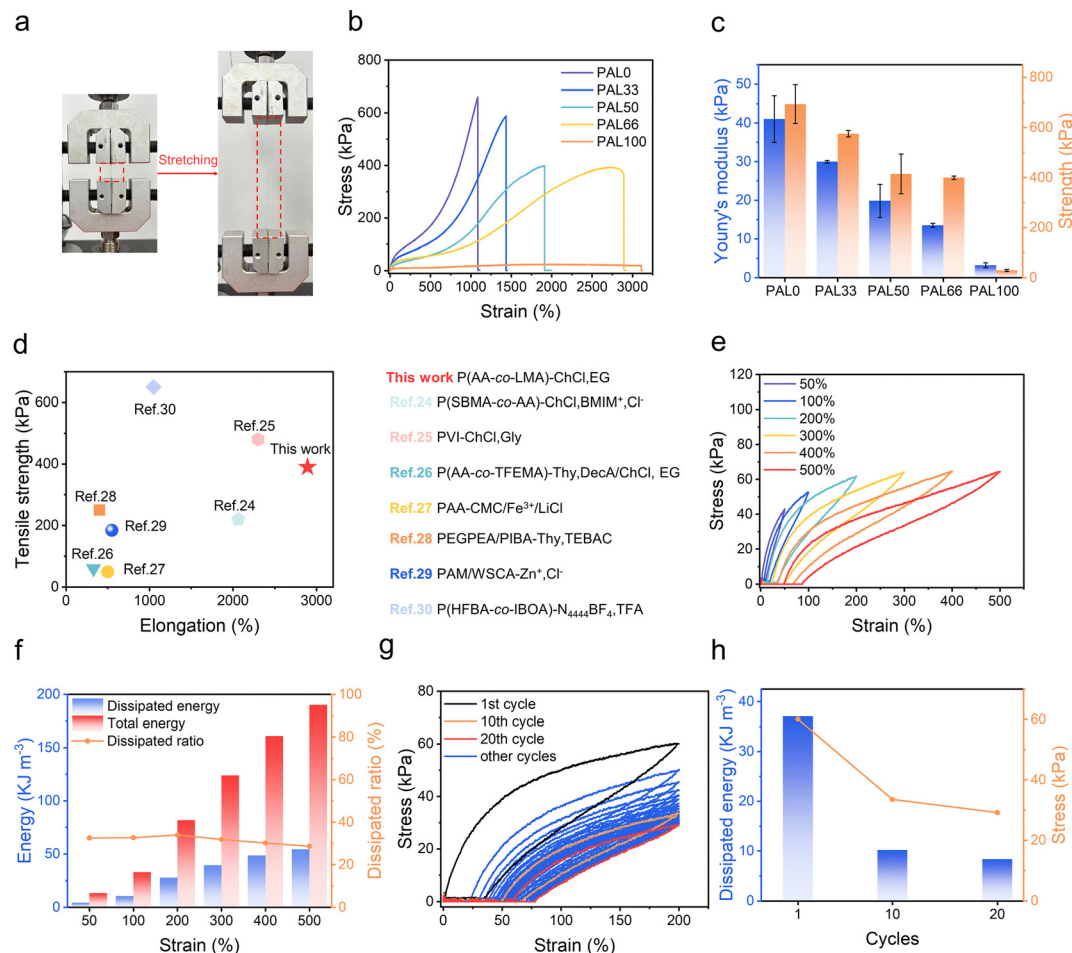 a
Stretching
b
Stress (kPa)
800
600
400
200
0
PAL0
PAL33
PAL50
PAL66
PAL100
0 500 1000 1500 2000 2500 3000
Strain (%)
c
Youny's modulus (kPa)
50
40
30
20
10
0
800
600
400
200
0
Strength (kPa)
PAL0 PAL33 PAL50 PAL66 PAL100
d
Tensile strength (kPa)
600
400
200
0
Ref.30
Ref.25
This work
Ref.28
Ref.29
Ref.24
Ref.26
Ref.27
0 1000 2000 3000
Elongation (%)
This work P(AA-co-LMA)-ChCl,EG
Ref.24 P(SBMA-co-AA)-ChCl,BMIM⁺,Cl⁻
Ref.25 PVI-ChCl,Gly
Ref.26 P(AA-co-TFEMA)-Thy,DecA/ChCl, EG
Ref.27 PAA-CMC/Fe³⁺/LiCl
Ref.28 PEGPEA/PIBA-Thy,TEBAC
Ref.29 PAM/WSCA-Zn⁺,Cl⁻
Ref.30 P(HFBA-co-IBOA)-N₄₄₄₄BF₄,TFA
e
Stress (kPa)
120
100
80
60
40
20
0
50%
100%
200%
300%
400%
500%
0 100 200 300 400 500
Strain (%)
f
Energy (KJ m⁻³)
200
150
100
50
0
Dissipated energy
Total energy
Dissipated ratio
100
80
60
40
20
0
Dissipated ratio (%)
50 100 200 300 400 500
Strain (%)
g
Stress (kPa)
80
60
40
20
0
1st cycle
10th cycle
20th cycle
other cycles
0 50 100 150 200
Strain (%)
h
Dissipated energy (KJ m⁻³)
40
30
20
10
0
60
40
20
0
Stress (kPa)
1 10 20
Cycles